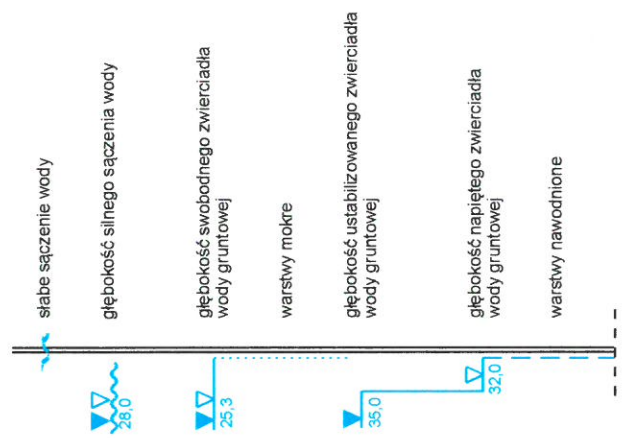 słabe sączenie wody
głębokość silnego sączenia wody
28,0
głębokość swobodnego zwierciadła
wody gruntowej
25,3
warstwy mokre
głębokość ustabilizowanego zwierciadła
wody gruntowej
35,0
głębokość napiętego zwierciadła
wody gruntowej
32,0
warstwy nawodnione